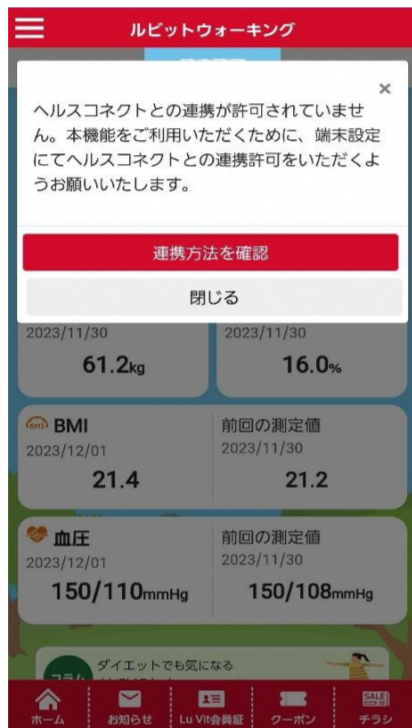 ルビットウォーキング
×
ヘルスコネクトとの連携が許可されていませ
ん。本機能をご利用いただくために、端末設定
にてヘルスコネクトとの連携許可をいただくよ
うお願いいたします。
連携方法を確認
閉じる
2023/11/30
2023/11/30
61.2kg
16.0%
BMI
BMI
前回の測定値
2023/12/01
2023/11/30
21.4
21.2
血圧
前回の測定値
2023/12/01
2023/11/30
150/110mmHg
150/108mmHg
コラム
ダイエットでも気になる
ホーム
お知らせ
Lu Vit会員証
クーポン
SALE
チラシ